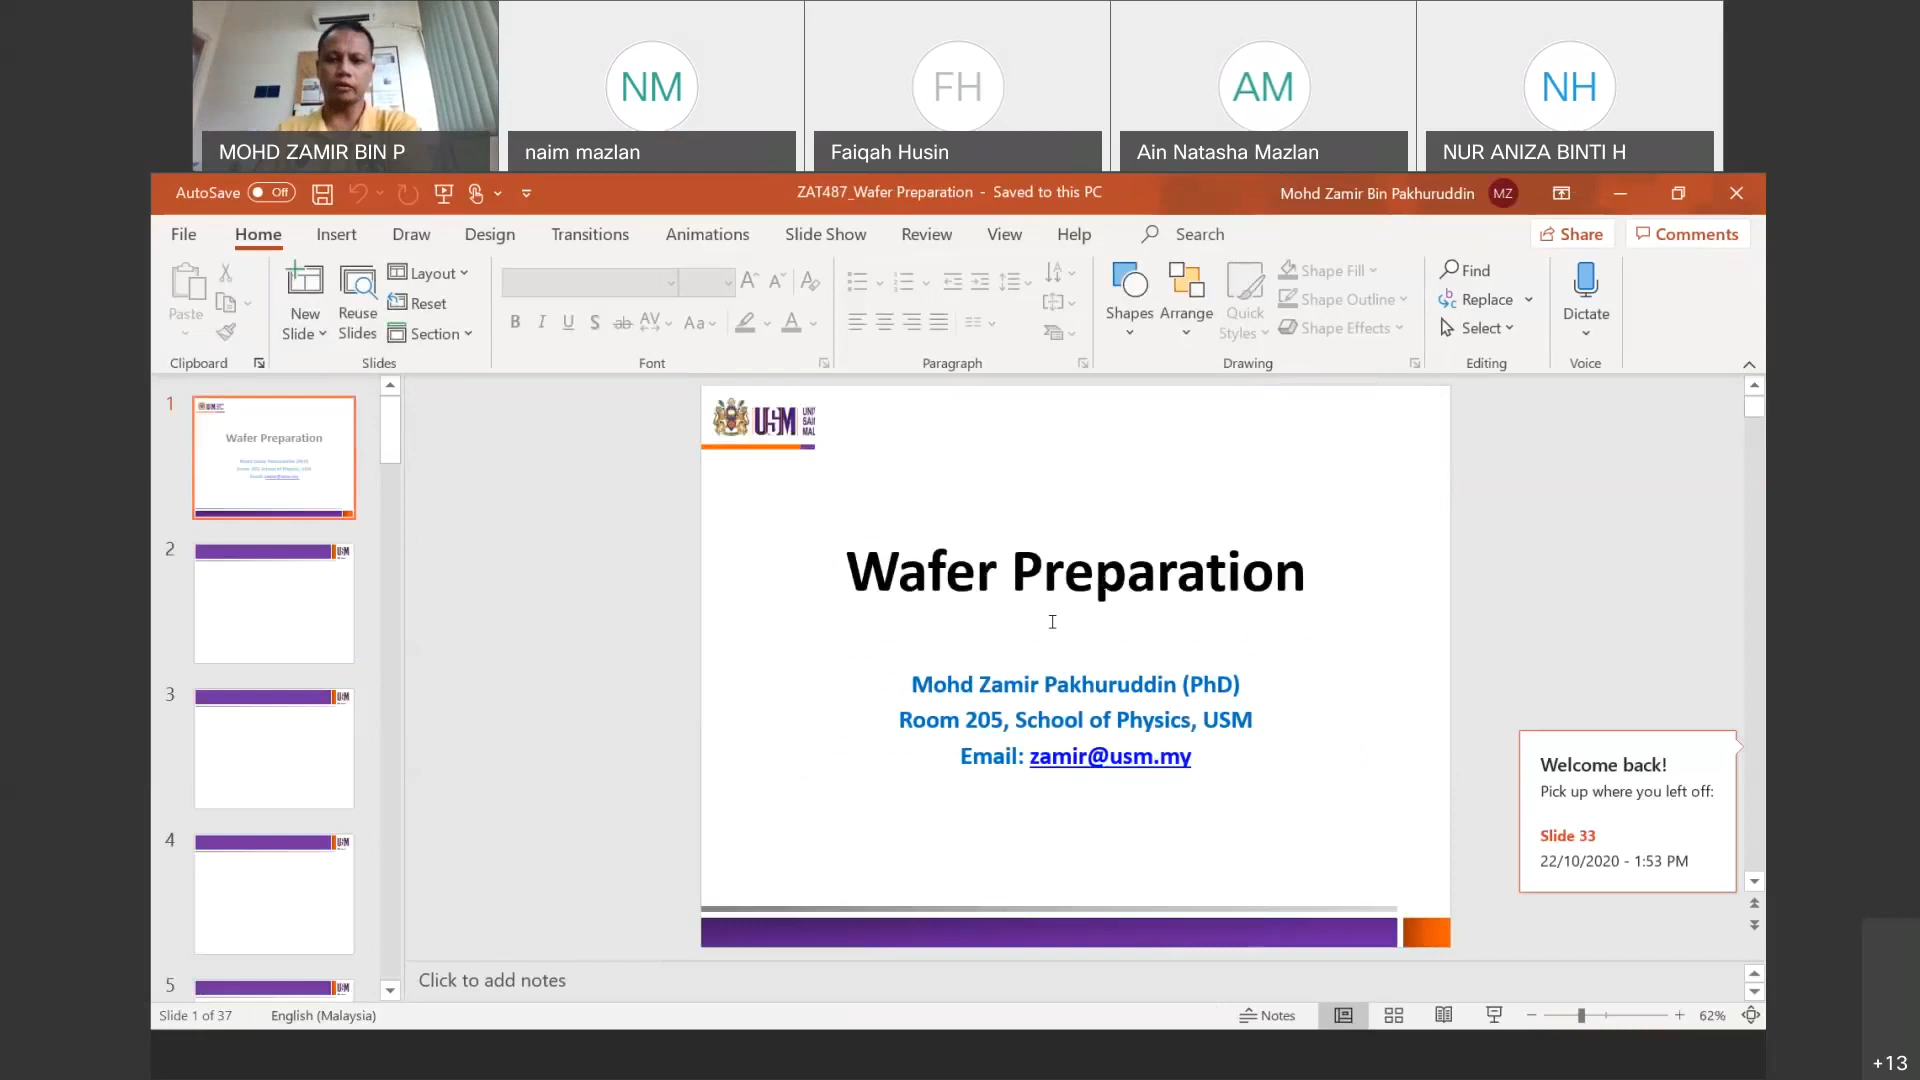 NM
FH
AM
NH
MOHD ZAMIR BIN P
naim mazlan
Faiqah Husin
Ain Natasha Mazlan
NUR ANIZA BINTI H
AutoSave Off
ZAT487_Wafer Preparation - Saved to this PC
Mohd Zamir Bin Pakhuruddin MZ
File Home Insert Draw Design Transitions Animations Slide Show Review View Help Search Share Comments
Paste
New Slide
Reuse Slides
Layout
Reset
Section
B I U S ab AV Aa A
Shapes
Arrange
Quick Styles
Shape Fill
Shape Outline
Shape Effects
Find
Replace
Select
Dictate
Clipboard Slides Font Paragraph Drawing Editing Voice
1
Wafer Preparation
2
3
4
5
USM
Wafer Preparation
Mohd Zamir Pakhuruddin (PhD)
Room 205, School of Physics, USM
Email: zamir@usm.my
Welcome back!
Pick up where you left off:
Slide 33
22/10/2020 - 1:53 PM
Click to add notes
Slide 1 of 37 English (Malaysia) Notes 62%
+13